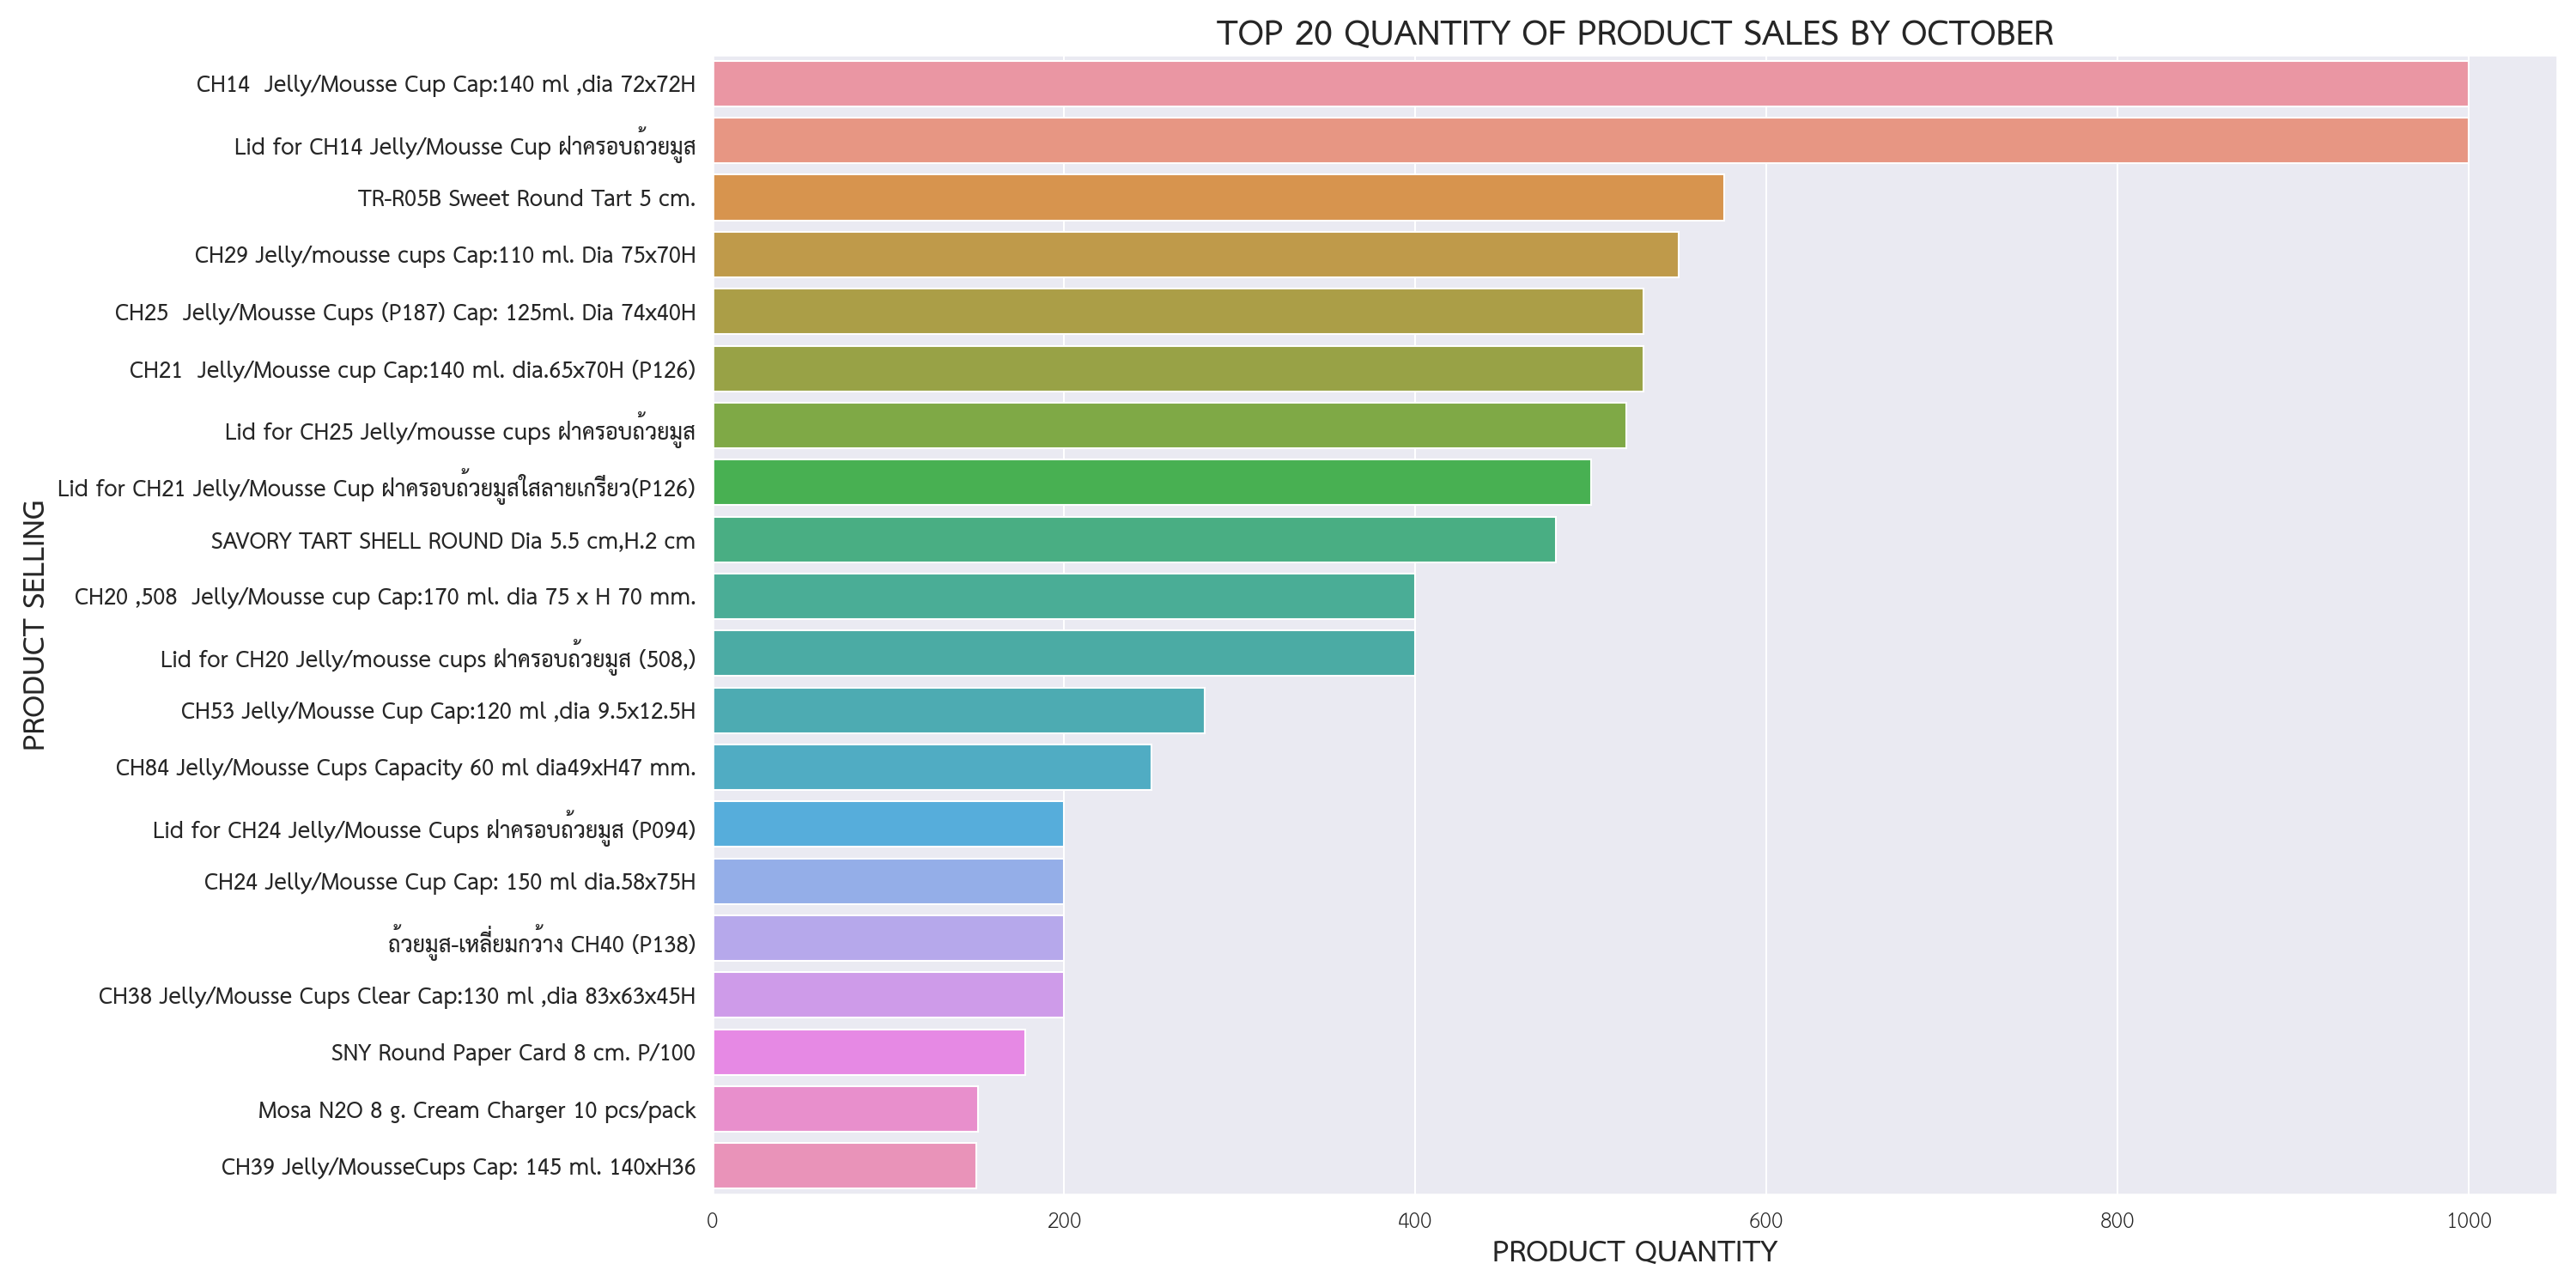 TOP 20 QUANTITY OF PRODUCT SALES BY OCTOBER
PRODUCT SELLING
CH14  Jelly/Mousse Cup Cap:140 ml ,dia 72x72H
Lid for CH14 Jelly/Mousse Cup ฝาครอบถ้วยมูส
TR-R05B Sweet Round Tart 5 cm.
CH29 Jelly/mousse cups Cap:110 ml. Dia 75x70H
CH25  Jelly/Mousse Cups (P187) Cap: 125ml. Dia 74x40H
CH21  Jelly/Mousse cup Cap:140 ml. dia.65x70H (P126)
Lid for CH25 Jelly/mousse cups ฝาครอบถ้วยมูส
Lid for CH21 Jelly/Mousse Cup ฝาครอบถ้วยมูสใสลายเกรียว(P126)
SAVORY TART SHELL ROUND Dia 5.5 cm,H.2 cm
CH20 ,508  Jelly/Mousse cup Cap:170 ml. dia 75 x H 70 mm.
Lid for CH20 Jelly/mousse cups ฝาครอบถ้วยมูส (508,)
CH53 Jelly/Mousse Cup Cap:120 ml ,dia 9.5x12.5H
CH84 Jelly/Mousse Cups Capacity 60 ml dia49xH47 mm.
Lid for CH24 Jelly/Mousse Cups ฝาครอบถ้วยมูส (P094)
CH24 Jelly/Mousse Cup Cap: 150 ml dia.58x75H
ถ้วยมูส-เหลี่ยมกว้าง CH40 (P138)
CH38 Jelly/Mousse Cups Clear Cap:130 ml ,dia 83x63x45H
SNY Round Paper Card 8 cm. P/100
Mosa N2O 8 g. Cream Charger 10 pcs/pack
CH39 Jelly/MousseCups Cap: 145 ml. 140xH36
0 200 400 600 800 1000
PRODUCT QUANTITY